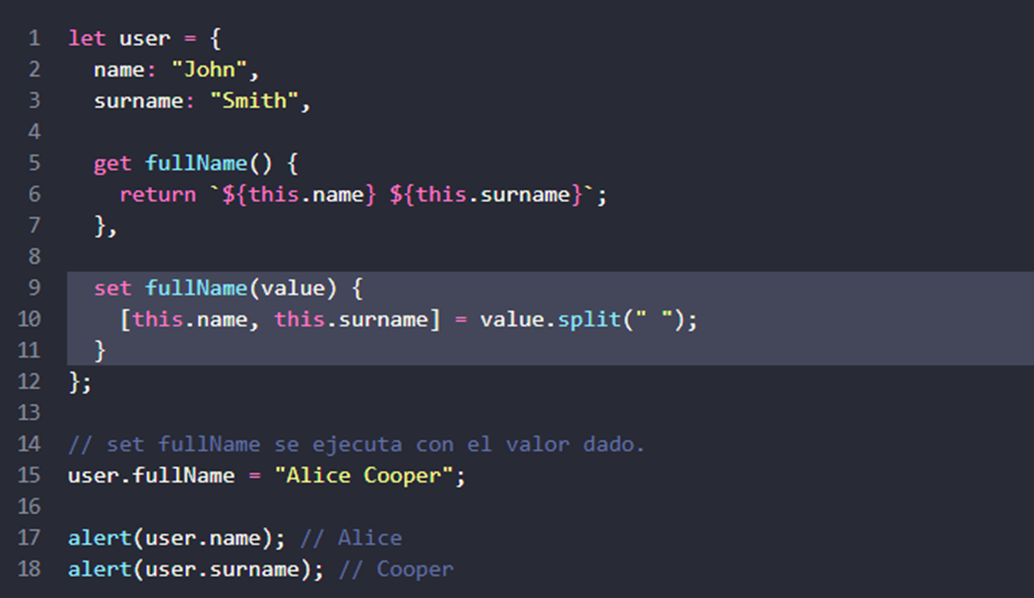 1 let user = {
2   name: "John",
3   surname: "Smith",
4
5   get fullName() {
6     return `${this.name} ${this.surname}`;
7   },
8
9   set fullName(value) {
10     [this.name, this.surname] = value.split(" ");
11   }
12 };
13
14 // set fullName se ejecuta con el valor dado.
15 user.fullName = "Alice Cooper";
16
17 alert(user.name); // Alice
18 alert(user.surname); // Cooper